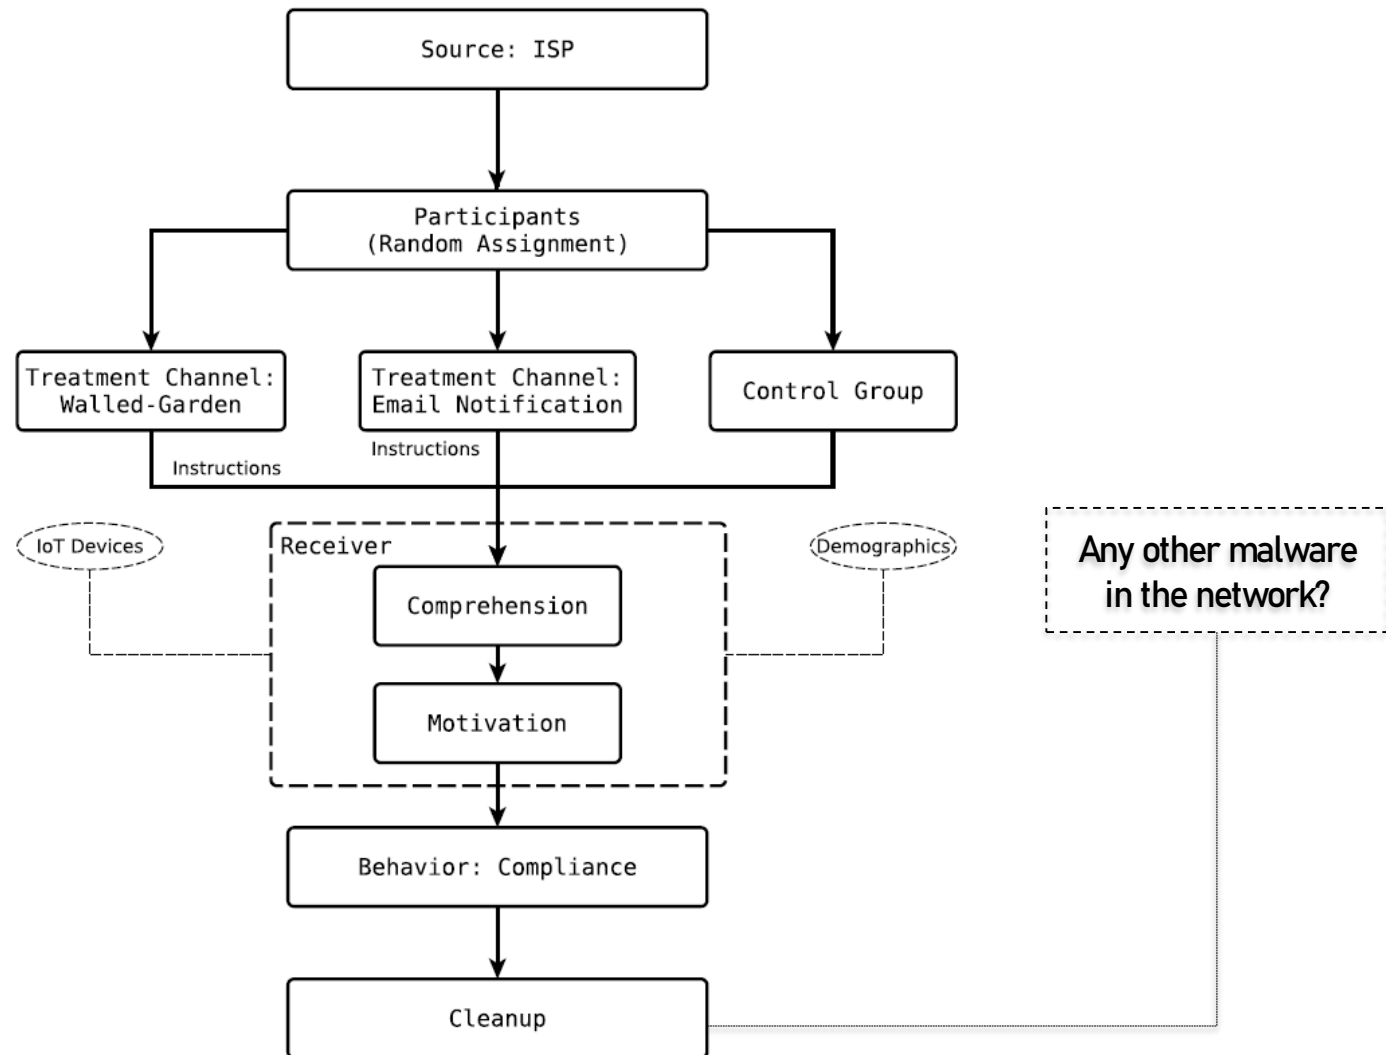 Source: ISP
Participants
(Random Assignment)
Treatment Channel:
Walled-Garden
Treatment Channel:
Email Notification
Control Group
Instructions
Instructions
IoT Devices
Receiver
Demographics
Comprehension
Any other malware
in the network?
Motivation
Behavior: Compliance
Cleanup